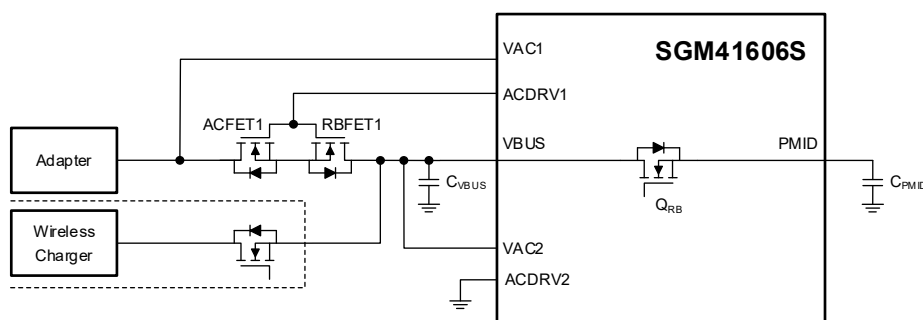 VAC1
SGM41606S
ACDRV1
ACFET1
RBFET1
Adapter
VBUS
PMID
CVBUS
QRB
CPMID
Wireless
Charger
VAC2
ACDRV2